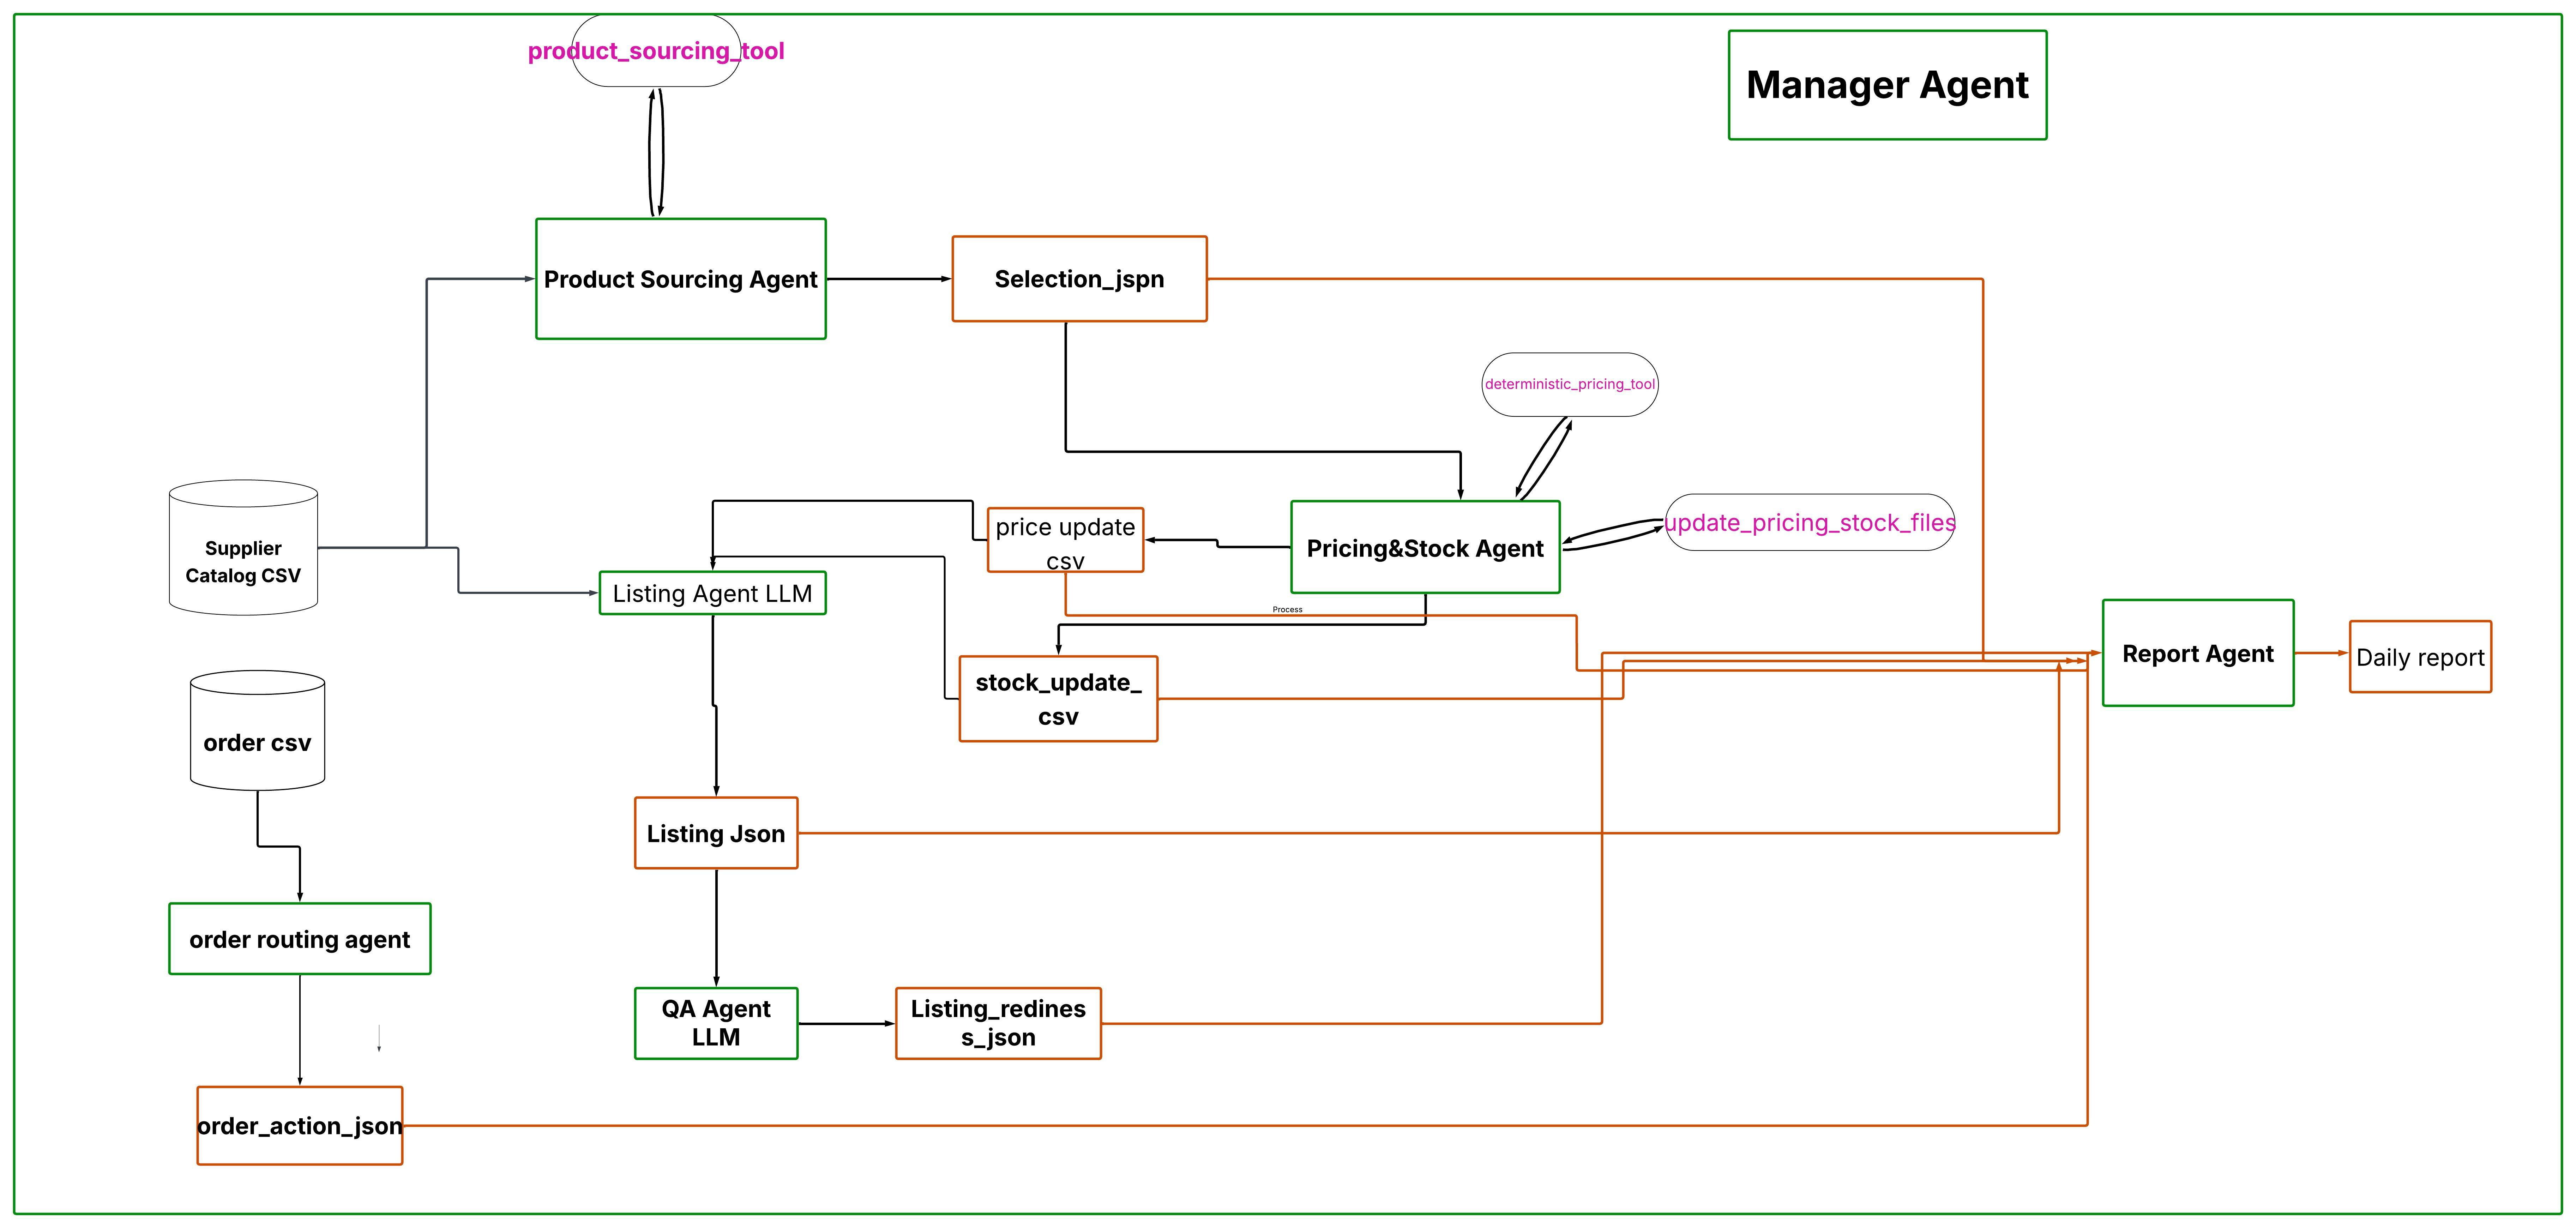 product_sourcing_tool
Manager Agent
Product Sourcing Agent
Selection_jspn
deterministic_pricing_tool
update_pricing_stock_files
price update
csv
Pricing&Stock Agent
Supplier
Catalog CSV
Listing Agent LLM
Process
Report Agent
Daily report
stock_update_
csv
order csv
Listing Json
order routing agent
QA Agent
LLM
Listing_redines
s_json
order_action_json